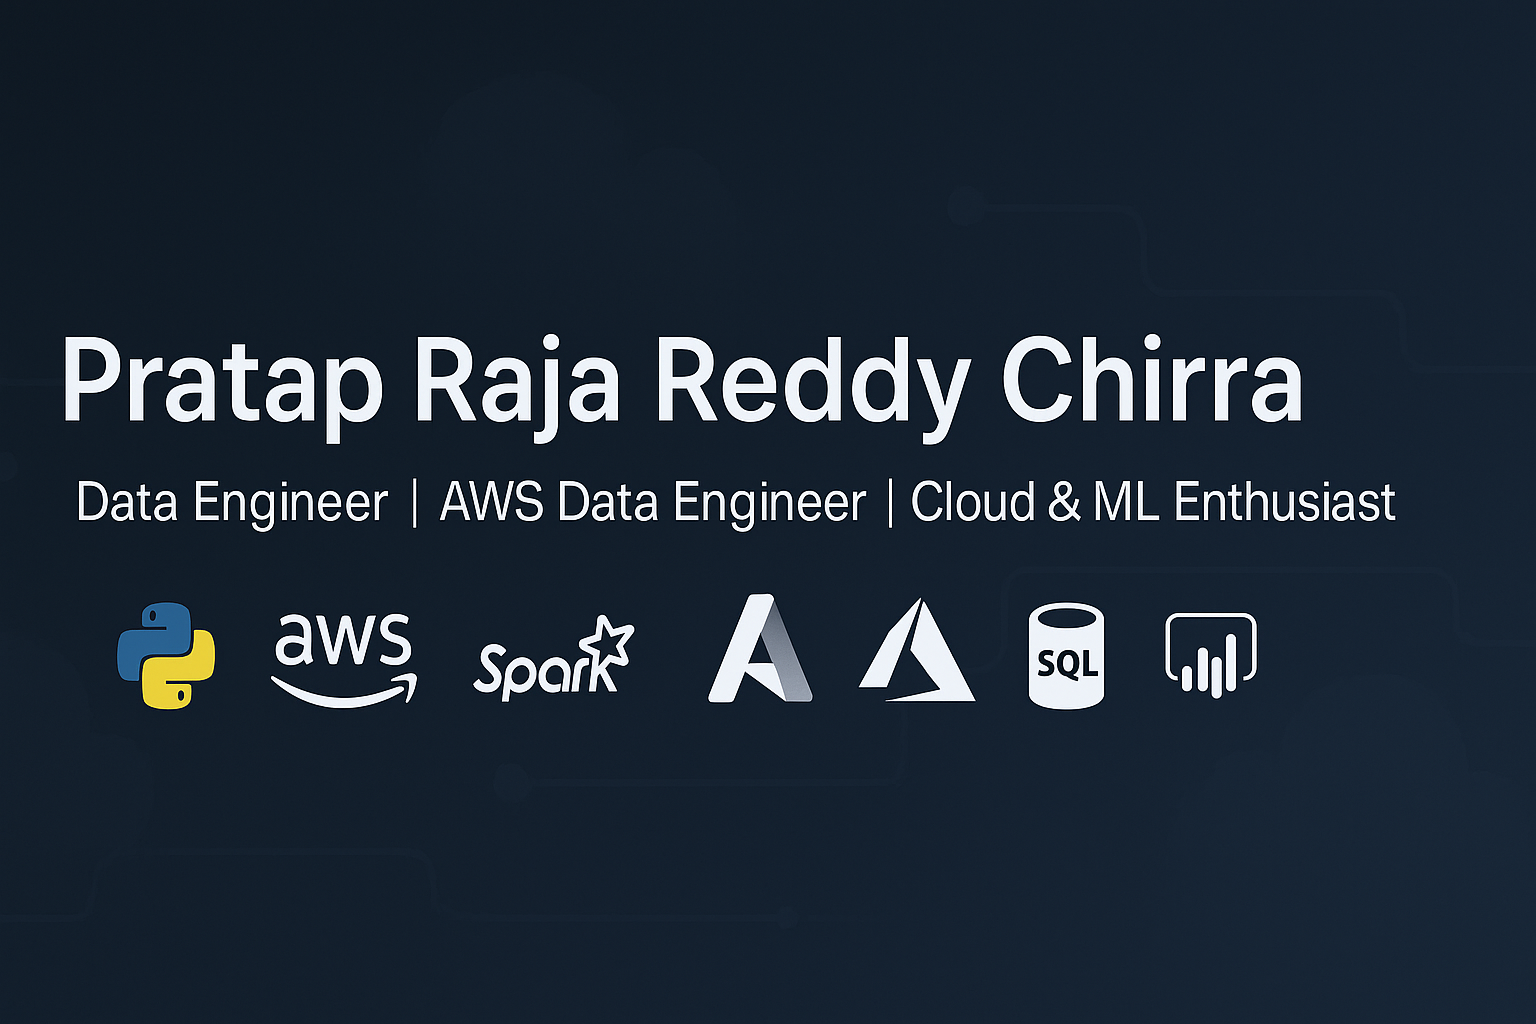 Pratap Raja Reddy Chirra
Data Engineer | AWS Data Engineer | Cloud & ML Enthusiast
aws Spark SQL